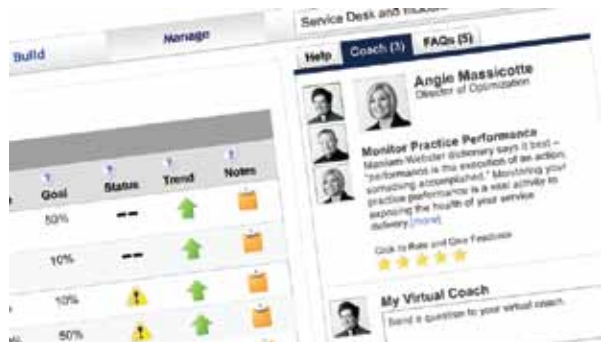 Build
Manage
Goal
Status
Trend
Notes
50%
--
10%
--
10%
50%
Service Desk and
Help
Coach (3)
FAQs (5)
Angie Massicotte
Director of Optimization
Monitor Practice Performance
dictionary says it best –
"performance is the execution of an action,
something accomplished." Monitoring your
practice performance is a vital activity to
exposing the health of your service
delivery.[more]
Click to Rate and Give Feedback
My Virtual Coach
Send a question to your virtual coach.